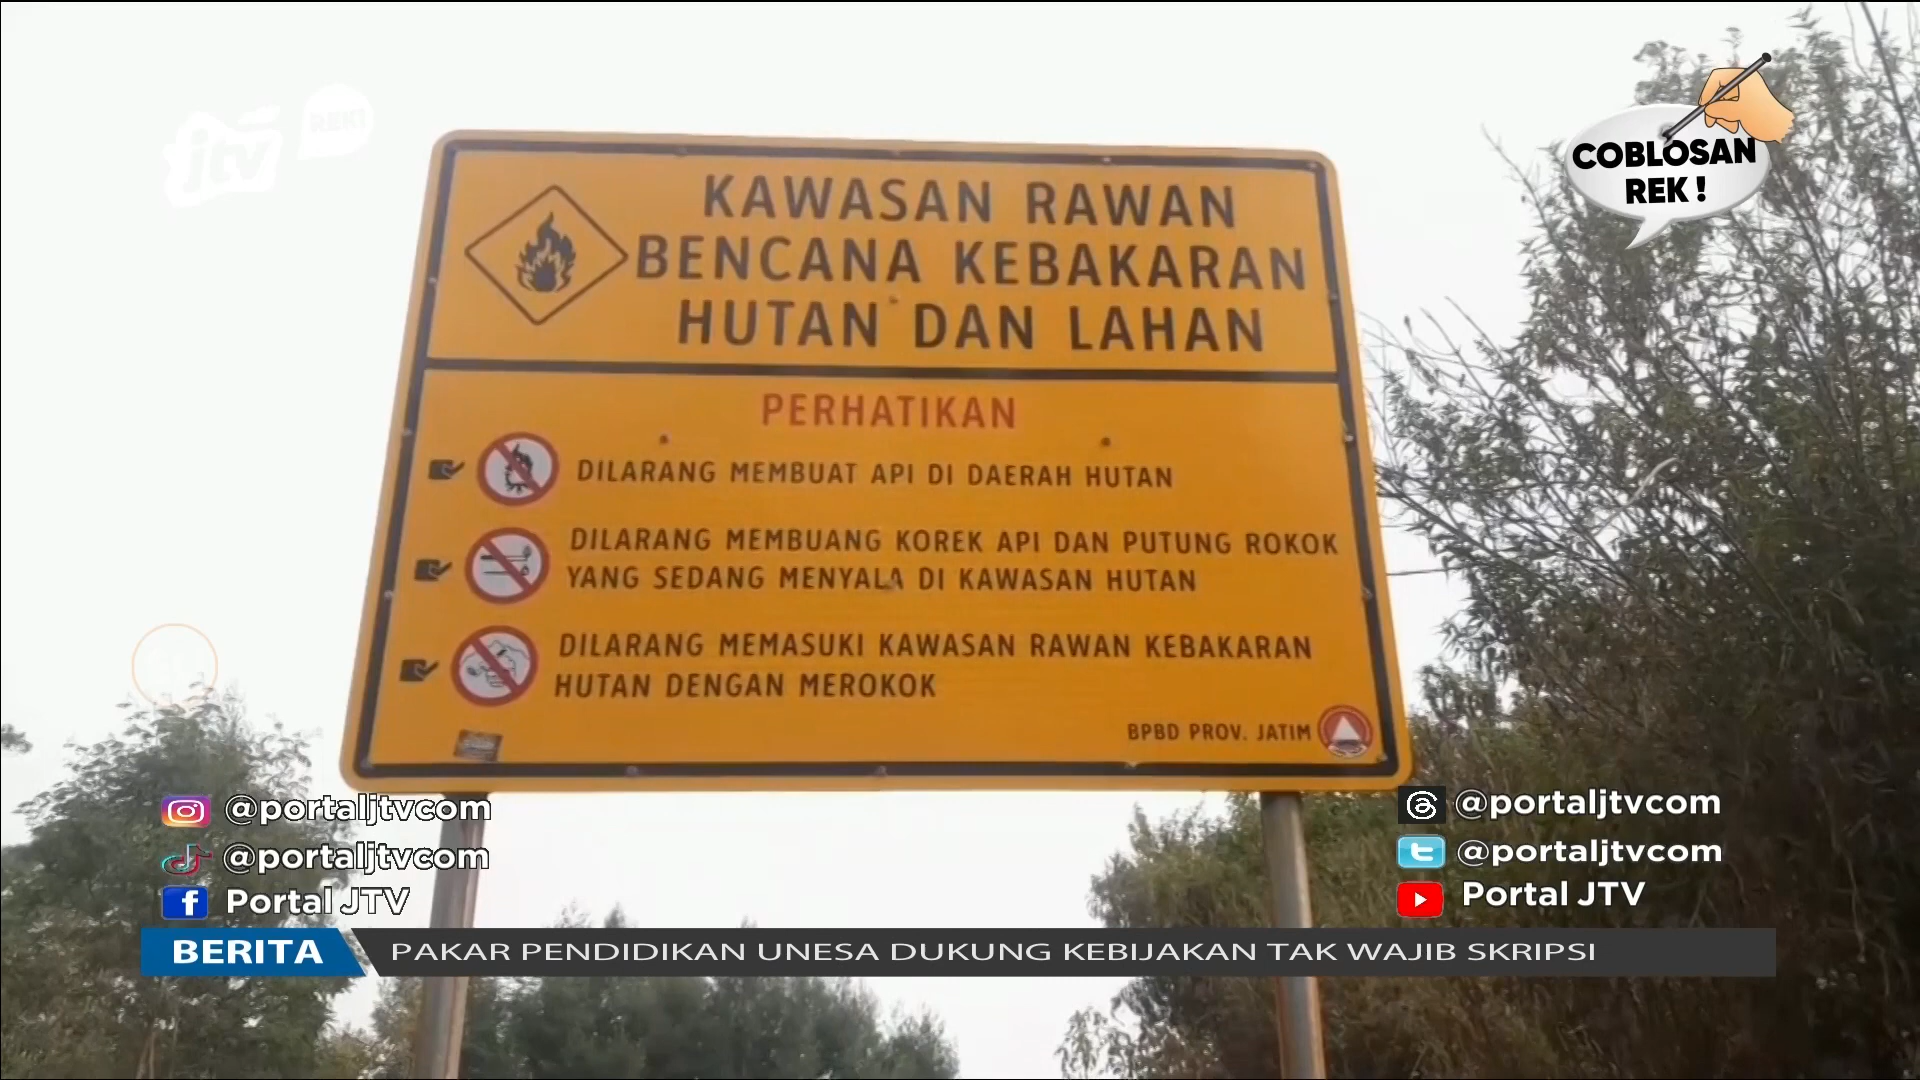 jtv
REK!
COBLOSAN
REK !
KAWASAN RAWAN
BENCANA KEBAKARAN
HUTAN DAN LAHAN
PERHATIKAN
DILARANG MEMBUAT API DI DAERAH HUTAN
DILARANG MEMBUANG KOREK API DAN PUTUNG ROKOK
YANG SEDANG MENYALA DI KAWASAN HUTAN
DILARANG MEMASUKI KAWASAN RAWAN KEBAKARAN
HUTAN DENGAN MEROKOK
BPBD PROV. JATIM
@portaljtvcom
@portaljtvcom
Portal JTV
@portaljtvcom
@portaljtvcom
Portal JTV
BERITA
PAKAR PENDIDIKAN UNESA DUKUNG KEBIJAKAN TAK WAJIB SKRIPSI